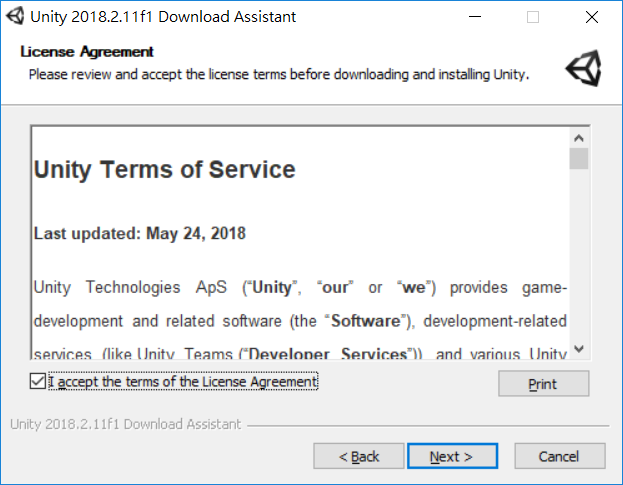 Unity 2018.2.11f1 Download Assistant
License Agreement
Please review and accept the license terms before downloading and installing Unity.
Unity Terms of Service
Last updated: May 24, 2018
Unity Technologies ApS (“Unity”, “our” or “we”) provides game-
development and related software (the “Software”), development-related
services (like Unity Teams (“Developer Services”)), and various Unity
I accept the terms of the License Agreement
Print
Unity 2018.2.11f1 Download Assistant
< Back
Next >
Cancel